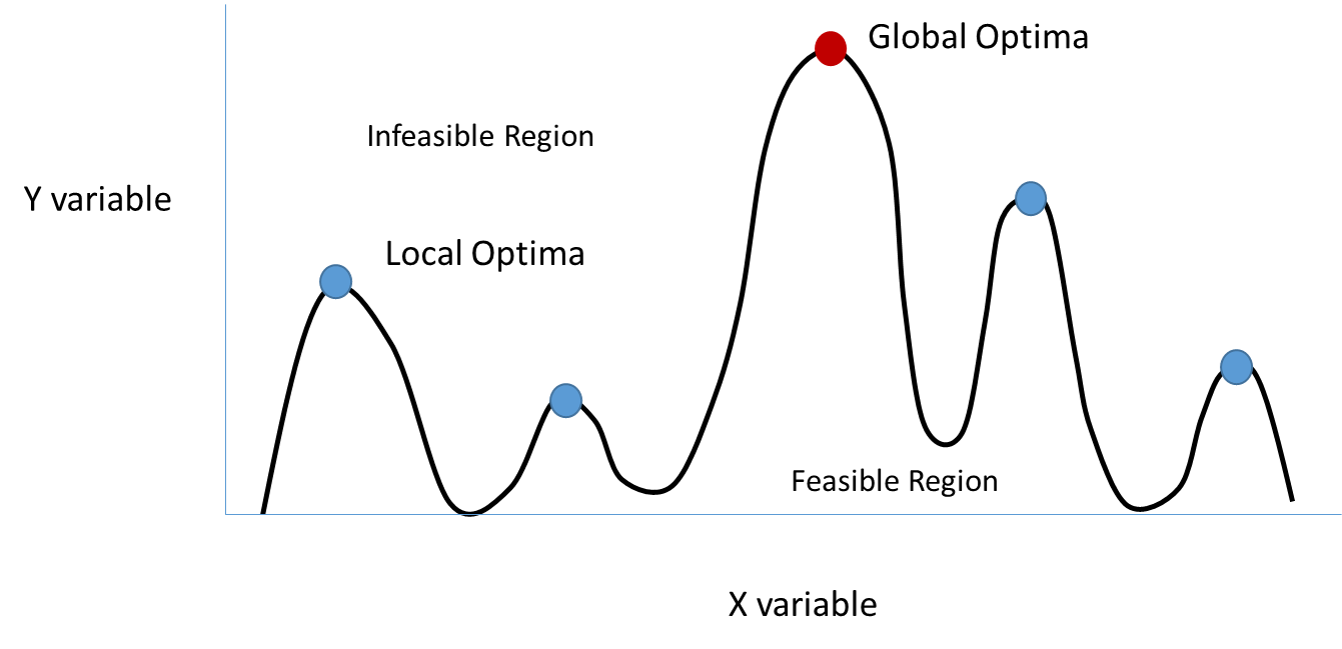 Global Optima
Infeasible Region
Y variable
Local Optima
Feasible Region
X variable